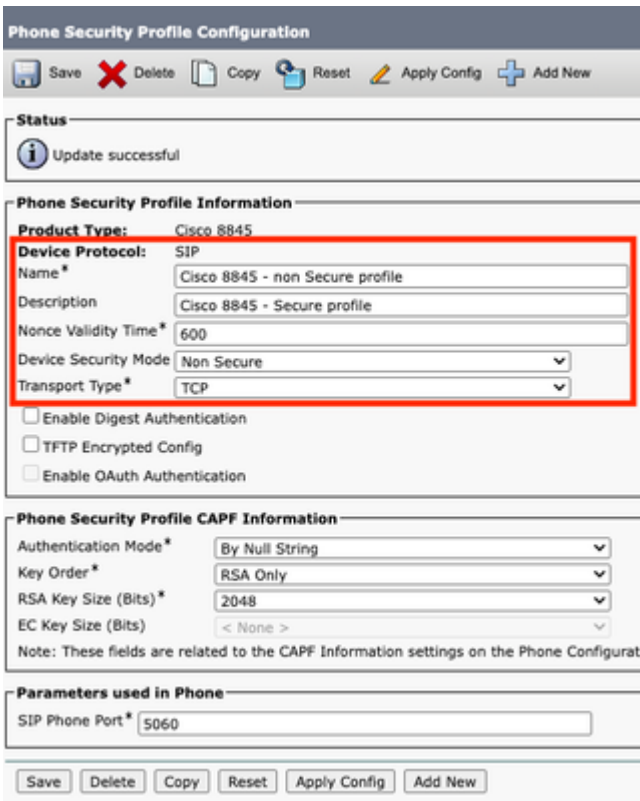 Phone Security Profile Configuration
Save Delete Copy Reset Apply Config Add New
Status
Update successful
Phone Security Profile Information
Product Type: Cisco 8845
Device Protocol: SIP
Name* Cisco 8845 - non Secure profile
Description Cisco 8845 - Secure profile
Nonce Validity Time* 600
Device Security Mode Non Secure
Transport Type* TCP
Enable Digest Authentication
TFTP Encrypted Config
Enable OAuth Authentication
Phone Security Profile CAPF Information
Authentication Mode* By Null String
Key Order* RSA Only
RSA Key Size (Bits)* 2048
EC Key Size (Bits) < None >
Note: These fields are related to the CAPF Information settings on the Phone Configurat
Parameters used in Phone
SIP Phone Port* 5060
Save Delete Copy Reset Apply Config Add New